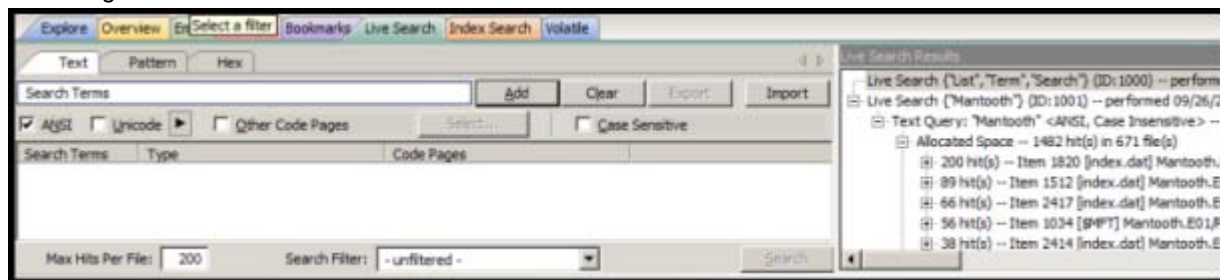 Explore Overview Em Select a filter Bookmarks Live Search Index Search Volatile
Text Pattern Hex
Search Terms Add Clear Export Import
ANSI Unicode Other Code Pages Select... Case Sensitive
Search Terms Type Code Pages
Max Hits Per File: 200 Search Filter: - unfiltered - Search
Live Search Results
Live Search {"List","Term","Search"} (ID: 1000) -- perform
Live Search {"Mantooth"} (ID: 1001) -- performed 09/26/2
Text Query: "Mantooth" <ANSI, Case Insensitive> --
Allocated Space -- 1482 hit(s) in 671 file(s)
200 hit(s) -- Item 1820 [index.dat] Mantooth.
89 hit(s) -- Item 1512 [index.dat] Mantooth.E
66 hit(s) -- Item 2417 [index.dat] Mantooth.E
56 hit(s) -- Item 1034 [$MFT] Mantooth.E01/P
38 hit(s) -- Item 2414 [index.dat] Mantooth.E